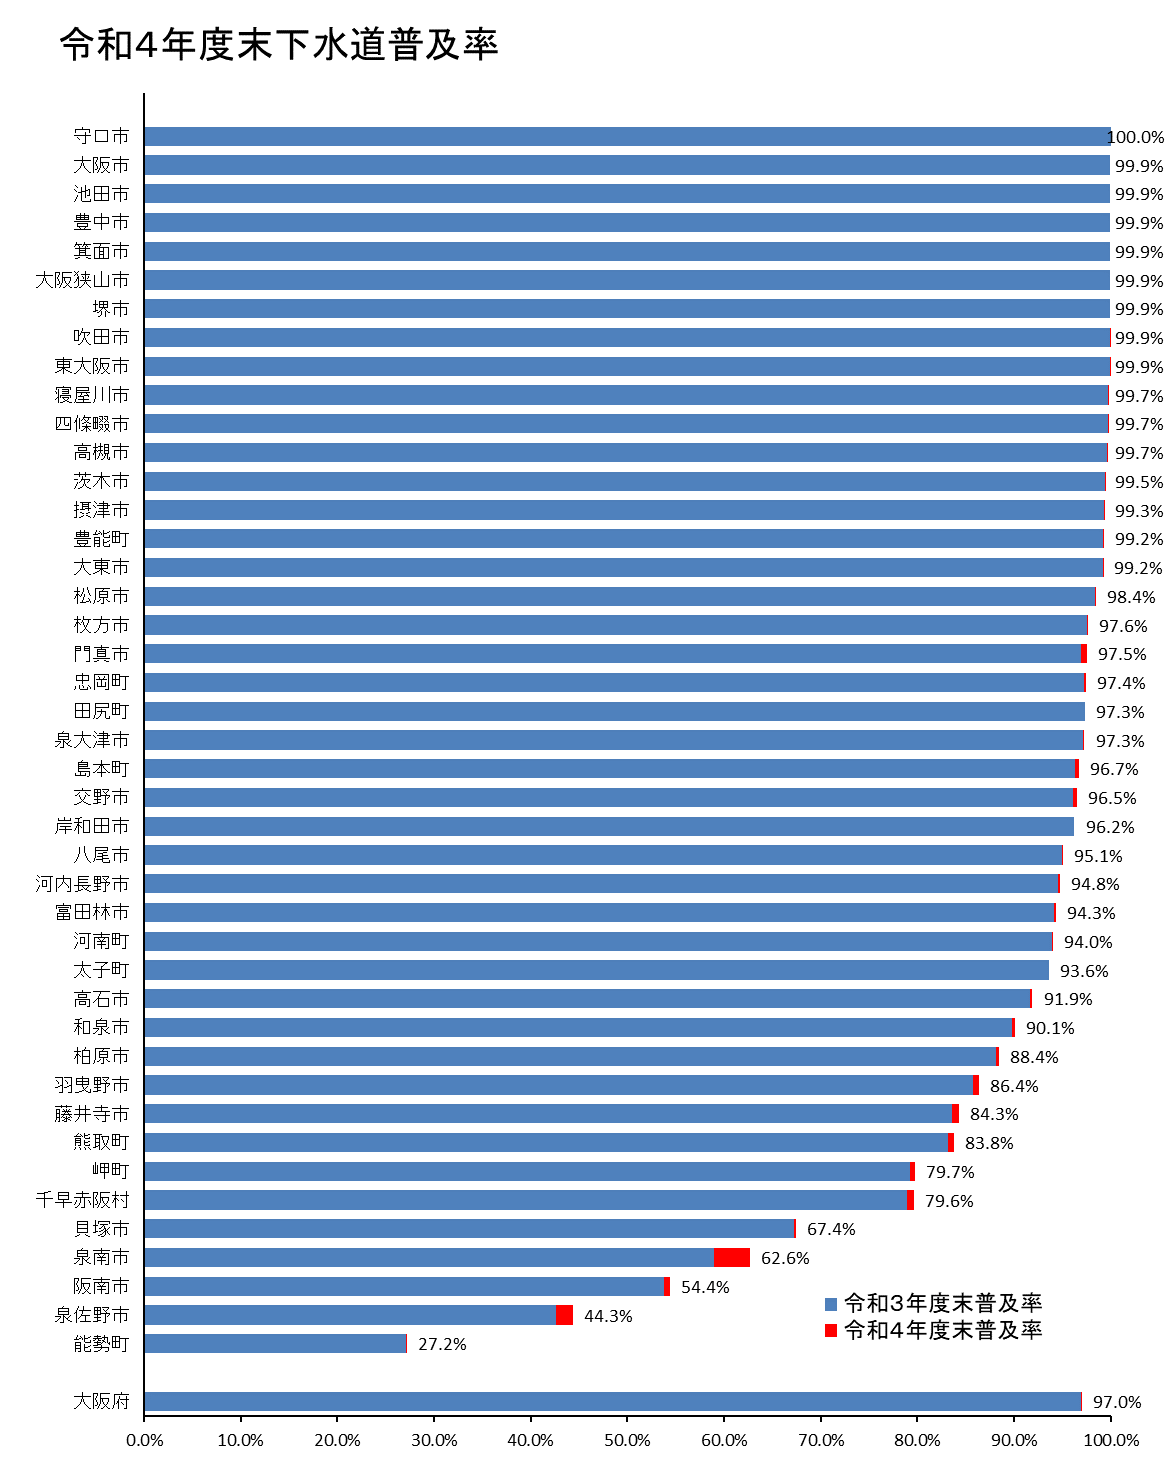 令和4年度末下水道普及率
守口市 100.0%
大阪市 99.9%
池田市 99.9%
豊中市 99.9%
箕面市 99.9%
大阪狭山市 99.9%
堺市 99.9%
吹田市 99.9%
東大阪市 99.9%
寝屋川市 99.7%
四條畷市 99.7%
高槻市 99.7%
茨木市 99.5%
摂津市 99.3%
豊能町 99.2%
大東市 99.2%
松原市 98.4%
枚方市 97.6%
門真市 97.5%
忠岡町 97.4%
田尻町 97.3%
泉大津市 97.3%
島本町 96.7%
交野市 96.5%
岸和田市 96.2%
八尾市 95.1%
河内長野市 94.8%
富田林市 94.3%
河南町 94.0%
太子町 93.6%
高石市 91.9%
和泉市 90.1%
柏原市 88.4%
羽曳野市 86.4%
藤井寺市 84.3%
熊取町 83.8%
岬町 79.7%
千早赤阪村 79.6%
貝塚市 67.4%
泉南市 62.6%
阪南市 54.4%
泉佐野市 44.3%
能勢町 27.2%
令和3年度末普及率
令和4年度末普及率
大阪府 97.0%
0.0% 10.0% 20.0% 30.0% 40.0% 50.0% 60.0% 70.0% 80.0% 90.0% 100.0%